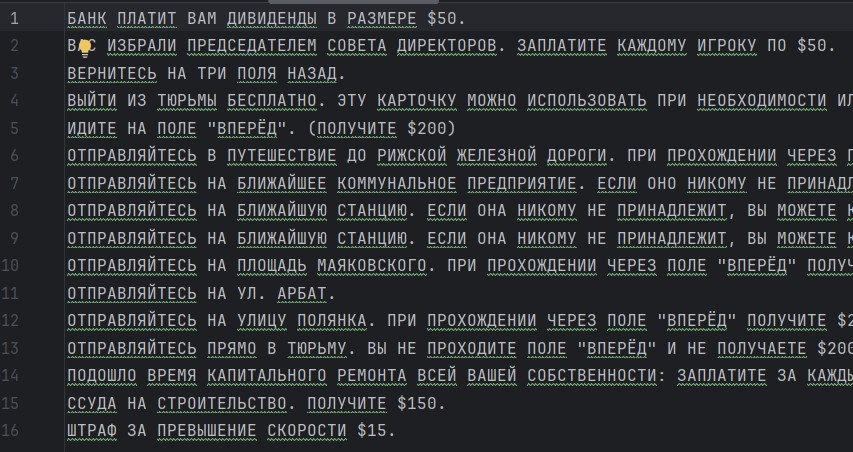 1 БАНК ПЛАТИТ ВАМ ДИВИДЕНДЫ В РАЗМЕРЕ $50.
2 ВАС ИЗБРАЛИ ПРЕДСЕДАТЕЛЕМ СОВЕТА ДИРЕКТОРОВ. ЗАПЛАТИТЕ КАЖДОМУ ИГРОКУ ПО $50.
3 ВЕРНИТЕСЬ НА ТРИ ПОЛЯ НАЗАД.
4 ВЫЙТИ ИЗ ТЮРЬМЫ БЕСПЛАТНО. ЭТУ КАРТОЧКУ МОЖНО ИСПОЛЬЗОВАТЬ ПРИ НЕОБХОДИМОСТИ
5 ИДИТЕ НА ПОЛЕ "ВПЕРЁД". (ПОЛУЧИТЕ $200)
6 ОТПРАВЛЯЙТЕСЬ В ПУТЕШЕСТВИЕ ДО РИЖСКОЙ ЖЕЛЕЗНОЙ ДОРОГИ. ПРИ ПРОХОЖДЕНИИ ЧЕРЕЗ
7 ОТПРАВЛЯЙТЕСЬ НА БЛИЖАЙШЕЕ КОММУНАЛЬНОЕ ПРЕДПРИЯТИЕ. ЕСЛИ ОНО НИКОМУ НЕ
8 ОТПРАВЛЯЙТЕСЬ НА БЛИЖАЙШУЮ СТАНЦИЮ. ЕСЛИ ОНА НИКОМУ НЕ ПРИНАДЛЕЖИТ, ВЫ МОЖЕТЕ
9 ОТПРАВЛЯЙТЕСЬ НА БЛИЖАЙШУЮ СТАНЦИЮ. ЕСЛИ ОНА НИКОМУ НЕ ПРИНАДЛЕЖИТ, ВЫ МОЖЕТЕ
10 ОТПРАВЛЯЙТЕСЬ НА ПЛОЩАДЬ МАЯКОВСКОГО. ПРИ ПРОХОЖДЕНИИ ЧЕРЕЗ ПОЛЕ "ВПЕРЁД"
11 ОТПРАВЛЯЙТЕСЬ НА УЛ. АРБАТ.
12 ОТПРАВЛЯЙТЕСЬ НА УЛИЦУ ПОЛЯНКА. ПРИ ПРОХОЖДЕНИИ ЧЕРЕЗ ПОЛЕ "ВПЕРЁД" ПОЛУЧИТЕ
13 ОТПРАВЛЯЙТЕСЬ ПРЯМО В ТЮРЬМУ. ВЫ НЕ ПРОХОДИТЕ ПОЛЕ "ВПЕРЁД" И НЕ ПОЛУЧАЕТЕ $200
14 ПОДОШЛО ВРЕМЯ КАПИТАЛЬНОГО РЕМОНТА ВСЕЙ ВАШЕЙ СОБСТВЕННОСТИ: ЗАПЛАТИТЕ ЗА
15 ССУДА НА СТРОИТЕЛЬСТВО. ПОЛУЧИТЕ $150.
16 ШТРАФ ЗА ПРЕВЫШЕНИЕ СКОРОСТИ $15.